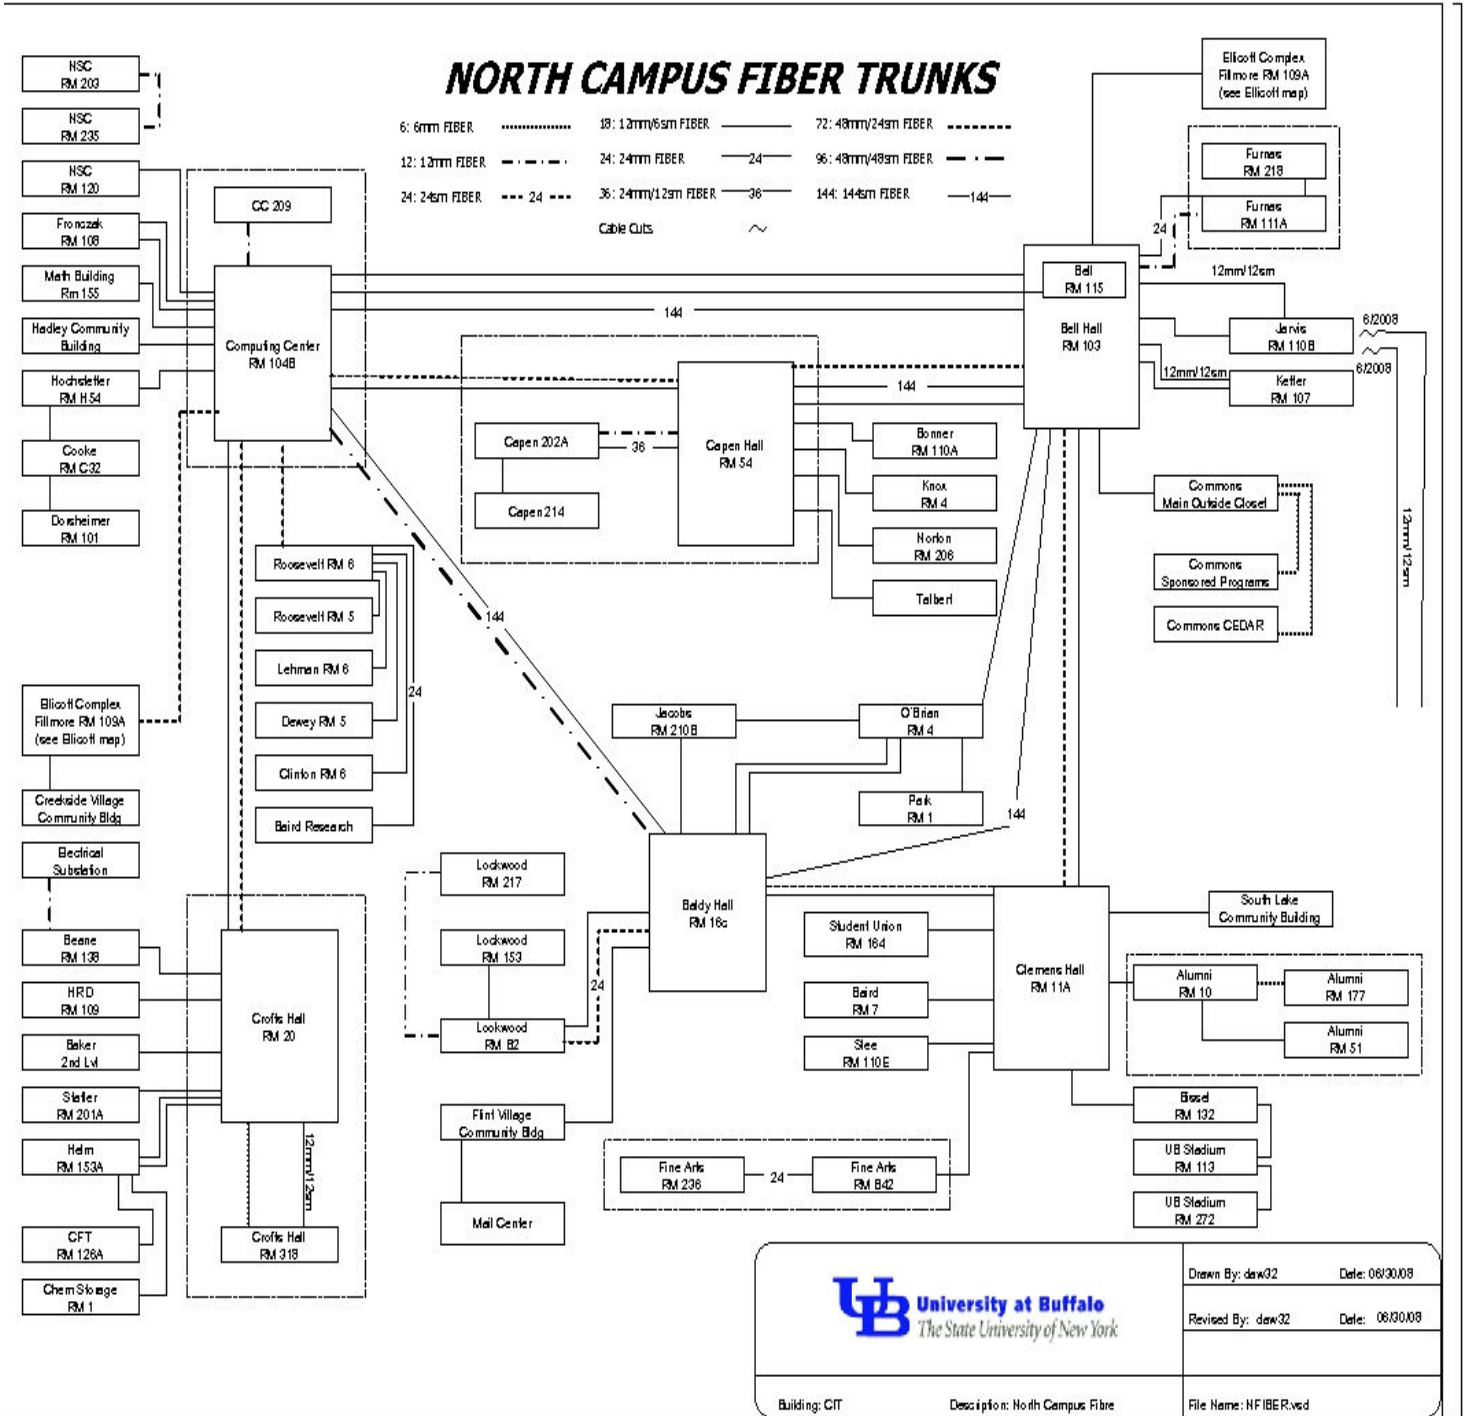 NORTH CAMPUS FIBER TRUNKS
6: 6mm FIBER
18: 12mm/6sm FIBER
72: 48mm/24sm FIBER
12: 12mm FIBER
24: 24mm FIBER
24
96: 48mm/48sm FIBER
24: 24sm FIBER
24
36: 24mm/12sm FIBER
36
144: 144sm FIBER
144
Cable Cuts
NSC
RM 203
NSC
RM 235
NSC
RM 120
Fronczak
RM 108
Math Building
Rm 155
Hadley Community
Building
Hochstetter
RM H54
Cooke
RM C32
Dorsheimer
RM 101
CC 209
Computing Center
RM 104B
144
Ellicott Complex
Fillmore RM 109A
(see Ellicott map)
Furnas
RM 218
Furnas
RM 111A
24
Bell
RM 115
Bell Hall
RM 103
12mm/12sm
Jarvis
RM 110B
6/2008
6/2008
12mm/12sm
Ketter
RM 107
12mm/12sm
144
Capen 202A
36
Capen 214
Capen Hall
RM 54
Bonner
RM 110A
Knox
RM 4
Norton
RM 206
Talbert
Commons
Main Outside Closet
Commons
Sponsored Programs
Commons CEDAR
Roosevelt RM 6
Roosevelt RM 5
Lehman RM 6
Dewey RM 5
Clinton RM 6
Baird Research
24
144
Ellicott Complex
Fillmore RM 109A
(see Ellicott map)
Creekside Village
Community Bldg
Electrical
Substation
Beane
RM 138
HRD
RM 109
Baker
2nd Lvl
Statler
RM 201A
Helm
RM 153A
CFT
RM 126A
Chem Storage
RM 1
Crofts Hall
RM 20
12mm/12sm
Crofts Hall
RM 318
Jacobs
RM 210B
O'Brian
RM 4
Park
RM 1
144
Lockwood
RM 217
Lockwood
RM 153
Lockwood
RM B2
24
Baldy Hall
RM 16c
Flint Village
Community Bldg
Mail Center
Student Union
RM 164
Baird
RM 7
Slee
RM 110E
Clemens Hall
RM 11A
South Lake
Community Building
Alumni
RM 10
Alumni
RM 177
Alumni
RM 51
Bissel
RM 132
UB Stadium
RM 113
UB Stadium
RM 272
Fine Arts
RM 236
24
Fine Arts
RM B42
UB
University at Buffalo
The State University of New York
Drawn By: daw32
Date: 06/30/08
Revised By: daw32
Date: 06/30/08
Building: CIT
Description: North Campus Fibre
File Name: NFIBER.vsd